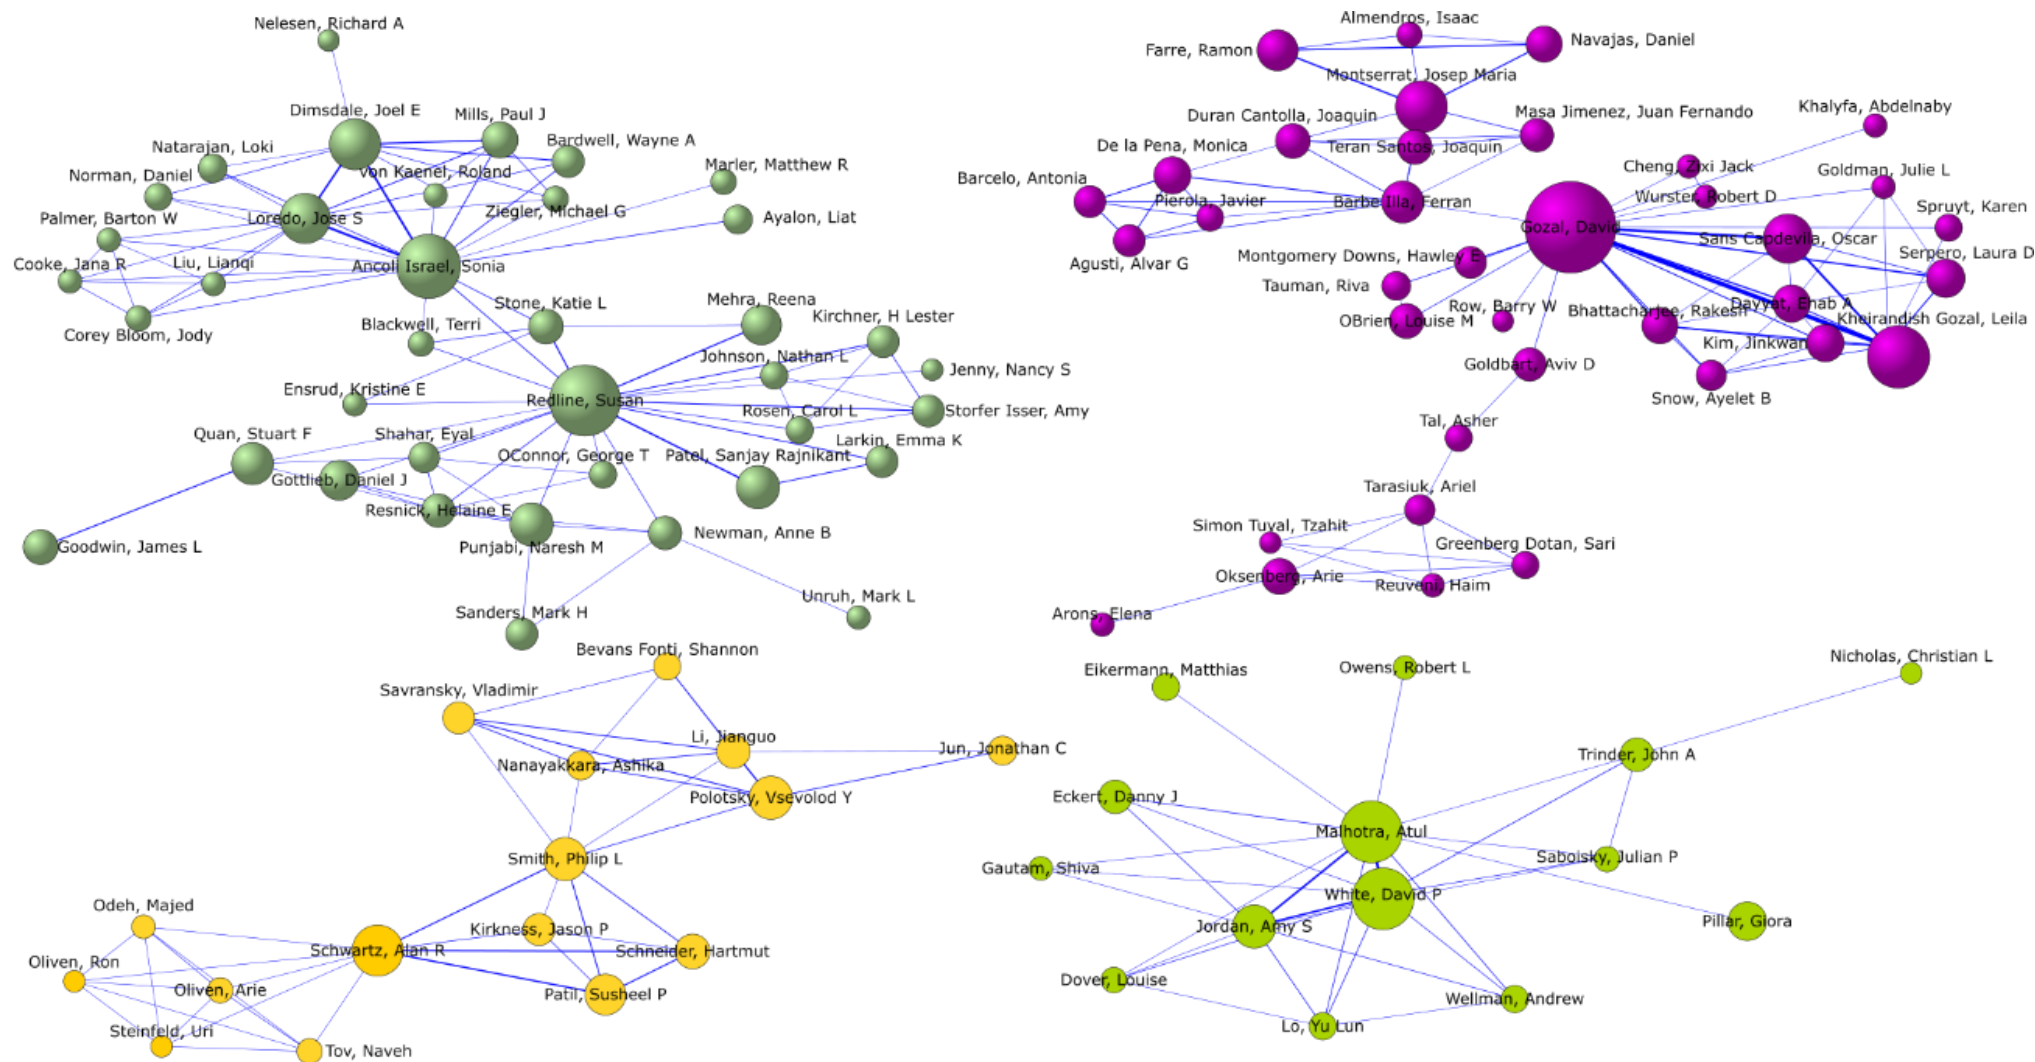 Nelesen, Richard A
Dimsdale, Joel E
Mills, Paul J
Natarajan, Loki
Bardwell, Wayne A
Norman, Daniel
von Kaenel, Roland
Marler, Matthew R
Palmer, Barton W
Loredo, Jose S
Ziegler, Michael G
Ayalon, Liat
Cooke, Jana R
Liu, Lianqi
Ancoli Israel, Sonia
Corey Bloom, Jody
Blackwell, Terri
Stone, Katie L
Mehra, Reena
Kirchner, H Lester
Johnson, Nathan L
Jenny, Nancy S
Ensrud, Kristine E
Redline, Susan
Rosen, Carol L
Storfer Isser, Amy
Quan, Stuart F
Shahar, Eyal
OConnor, George T
Patel, Sanjay Rajnikant
Larkin, Emma K
Gottlieb, Daniel J
Resnick, Helaine E
Goodwin, James L
Punjabi, Naresh M
Newman, Anne B
Sanders, Mark H
Unruh, Mark L
Almendros, Isaac
Farre, Ramon
Navajas, Daniel
Montserrat, Josep Maria
Duran Cantolla, Joaquin
Masa Jimenez, Juan Fernando
Khalyfa, Abdelnaby
De la Pena, Monica
Teran Santos, Joaquin
Cheng, Zixi Jack
Goldman, Julie L
Barcelo, Antonia
Pierola, Javier
Barbe Illa, Ferran
Wurster, Robert D
Spruyt, Karen
Gozal, David
Sans Capdevila, Oscar
Serpero, Laura D
Agusti, Alvar G
Montgomery Downs, Hawley E
Tauman, Riva
Row, Barry W
Bhattacharjee, Rakesh
Dayyat, Ehab A
Kheirandish Gozal, Leila
OBrien, Louise M
Kim, Jinkwan
Goldbart, Aviv D
Snow, Ayelet B
Tal, Asher
Tarasiuk, Ariel
Simon Tuval, Tzahit
Greenberg Dotan, Sari
Oksenberg, Arie
Reuveni, Haim
Arons, Elena
Bevans Fonti, Shannon
Savransky, Vladimir
Li, Jianguo
Jun, Jonathan C
Nanayakkara, Ashika
Polotsky, Vsevolod Y
Smith, Philip L
Odeh, Majed
Kirkness, Jason P
Schwartz, Alan R
Schneider, Hartmut
Oliven, Ron
Oliven, Arie
Patil, Susheel P
Steinfeld, Uri
Tov, Naveh
Eikermann, Matthias
Owens, Robert L
Nicholas, Christian L
Trinder, John A
Eckert, Danny J
Malhotra, Atul
Gautam, Shiva
Saboisky, Julian P
White, David P
Jordan, Amy S
Pillar, Giora
Dover, Louise
Wellman, Andrew
Lo, Yu Lun